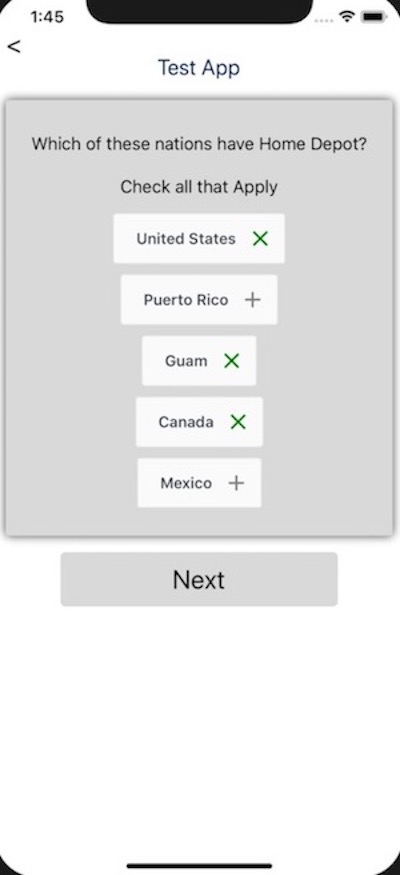 1:45
<
Test App
Which of these nations have Home Depot?
Check all that Apply
United States
Puerto Rico +
Guam
Canada
Mexico +
Next